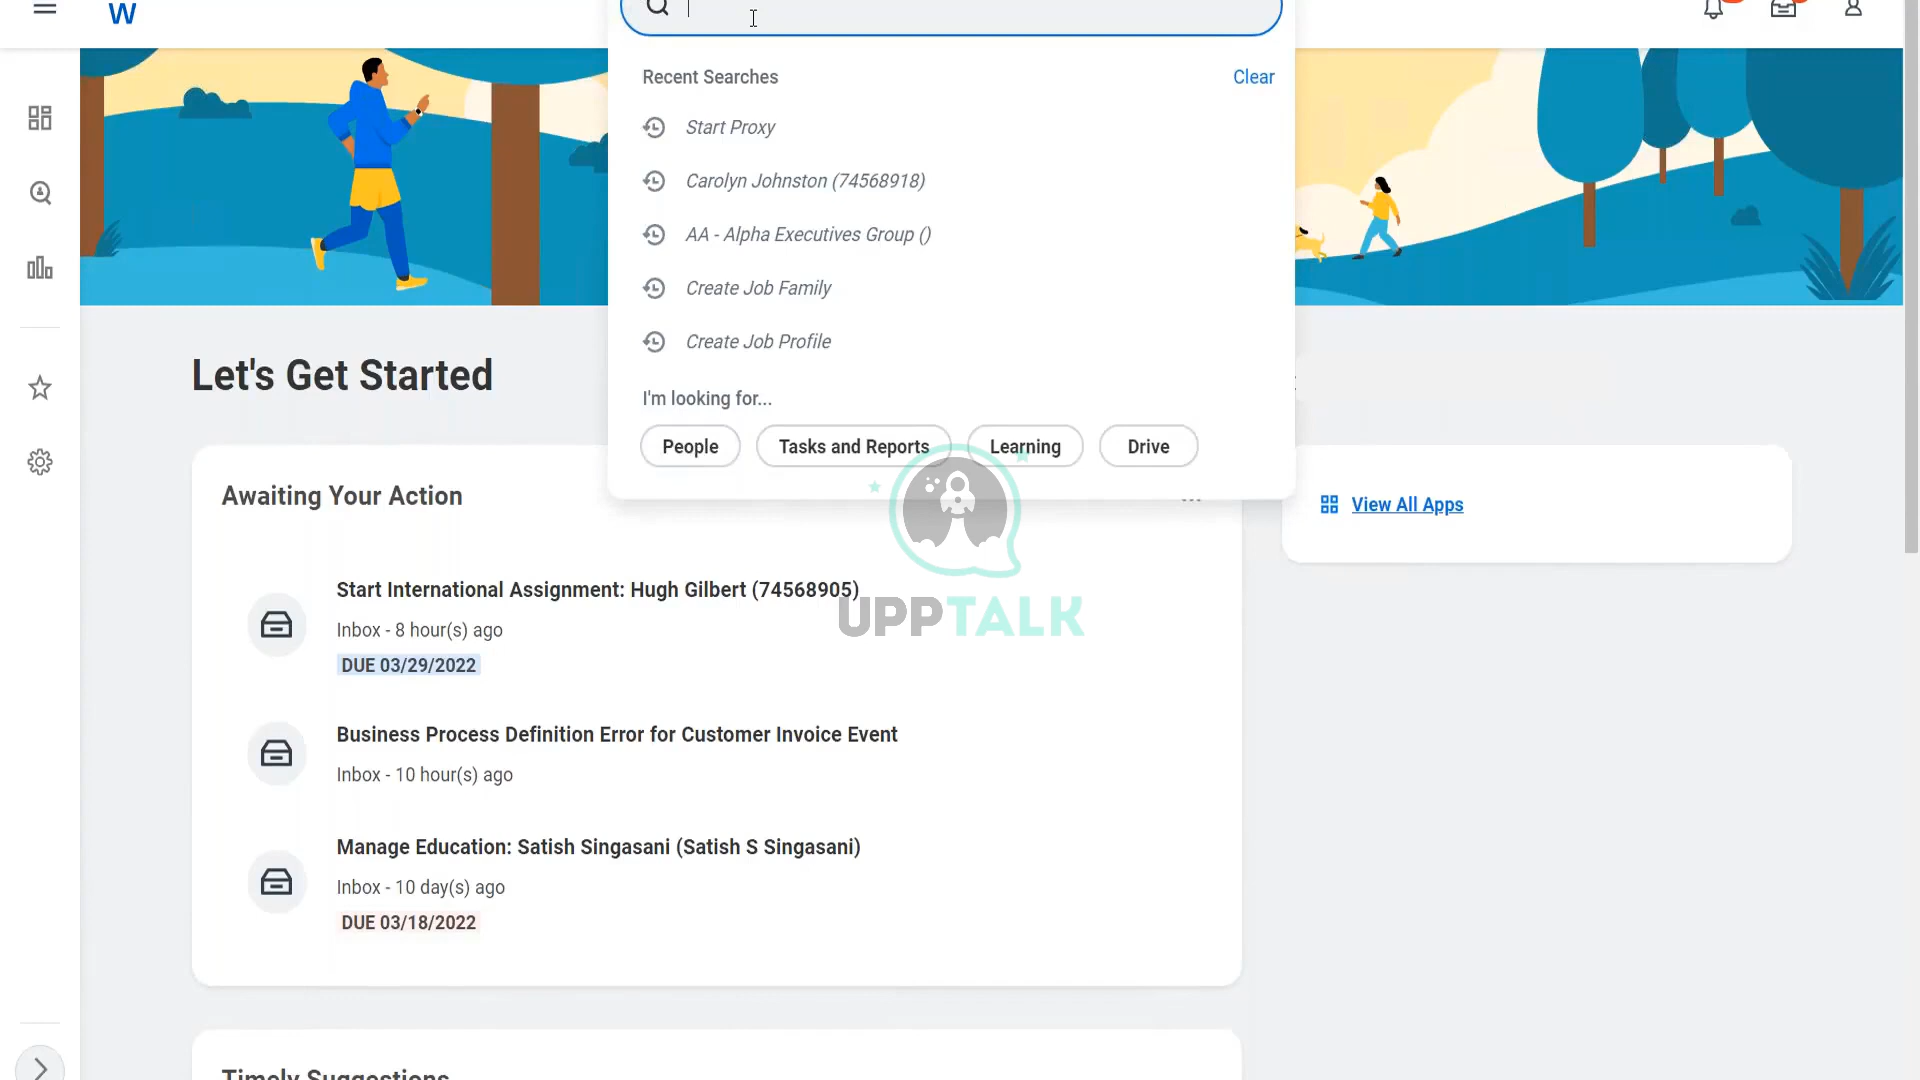 W
Recent Searches
Clear
Start Proxy
Carolyn Johnston (74568918)
AA - Alpha Executives Group ()
Create Job Family
Create Job Profile
I'm looking for...
People
Tasks and Reports
Learning
Drive
Let's Get Started
Awaiting Your Action
View All Apps
Start International Assignment: Hugh Gilbert (74568905)
Inbox - 8 hour(s) ago
DUE 03/29/2022
UPPTALK
Business Process Definition Error for Customer Invoice Event
Inbox - 10 hour(s) ago
Manage Education: Satish Singasani (Satish S Singasani)
Inbox - 10 day(s) ago
DUE 03/18/2022
Timely Suggestions